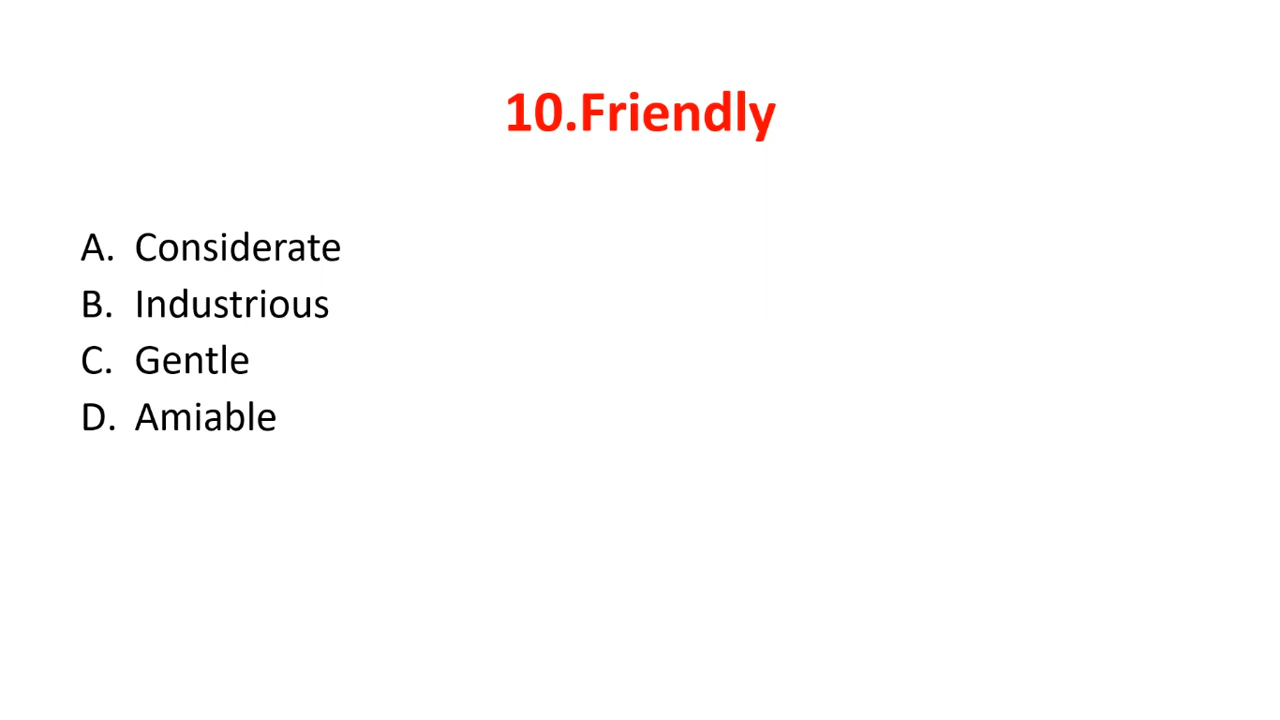 10.Friendly
A. Considerate
B. Industrious
C. Gentle
D. Amiable